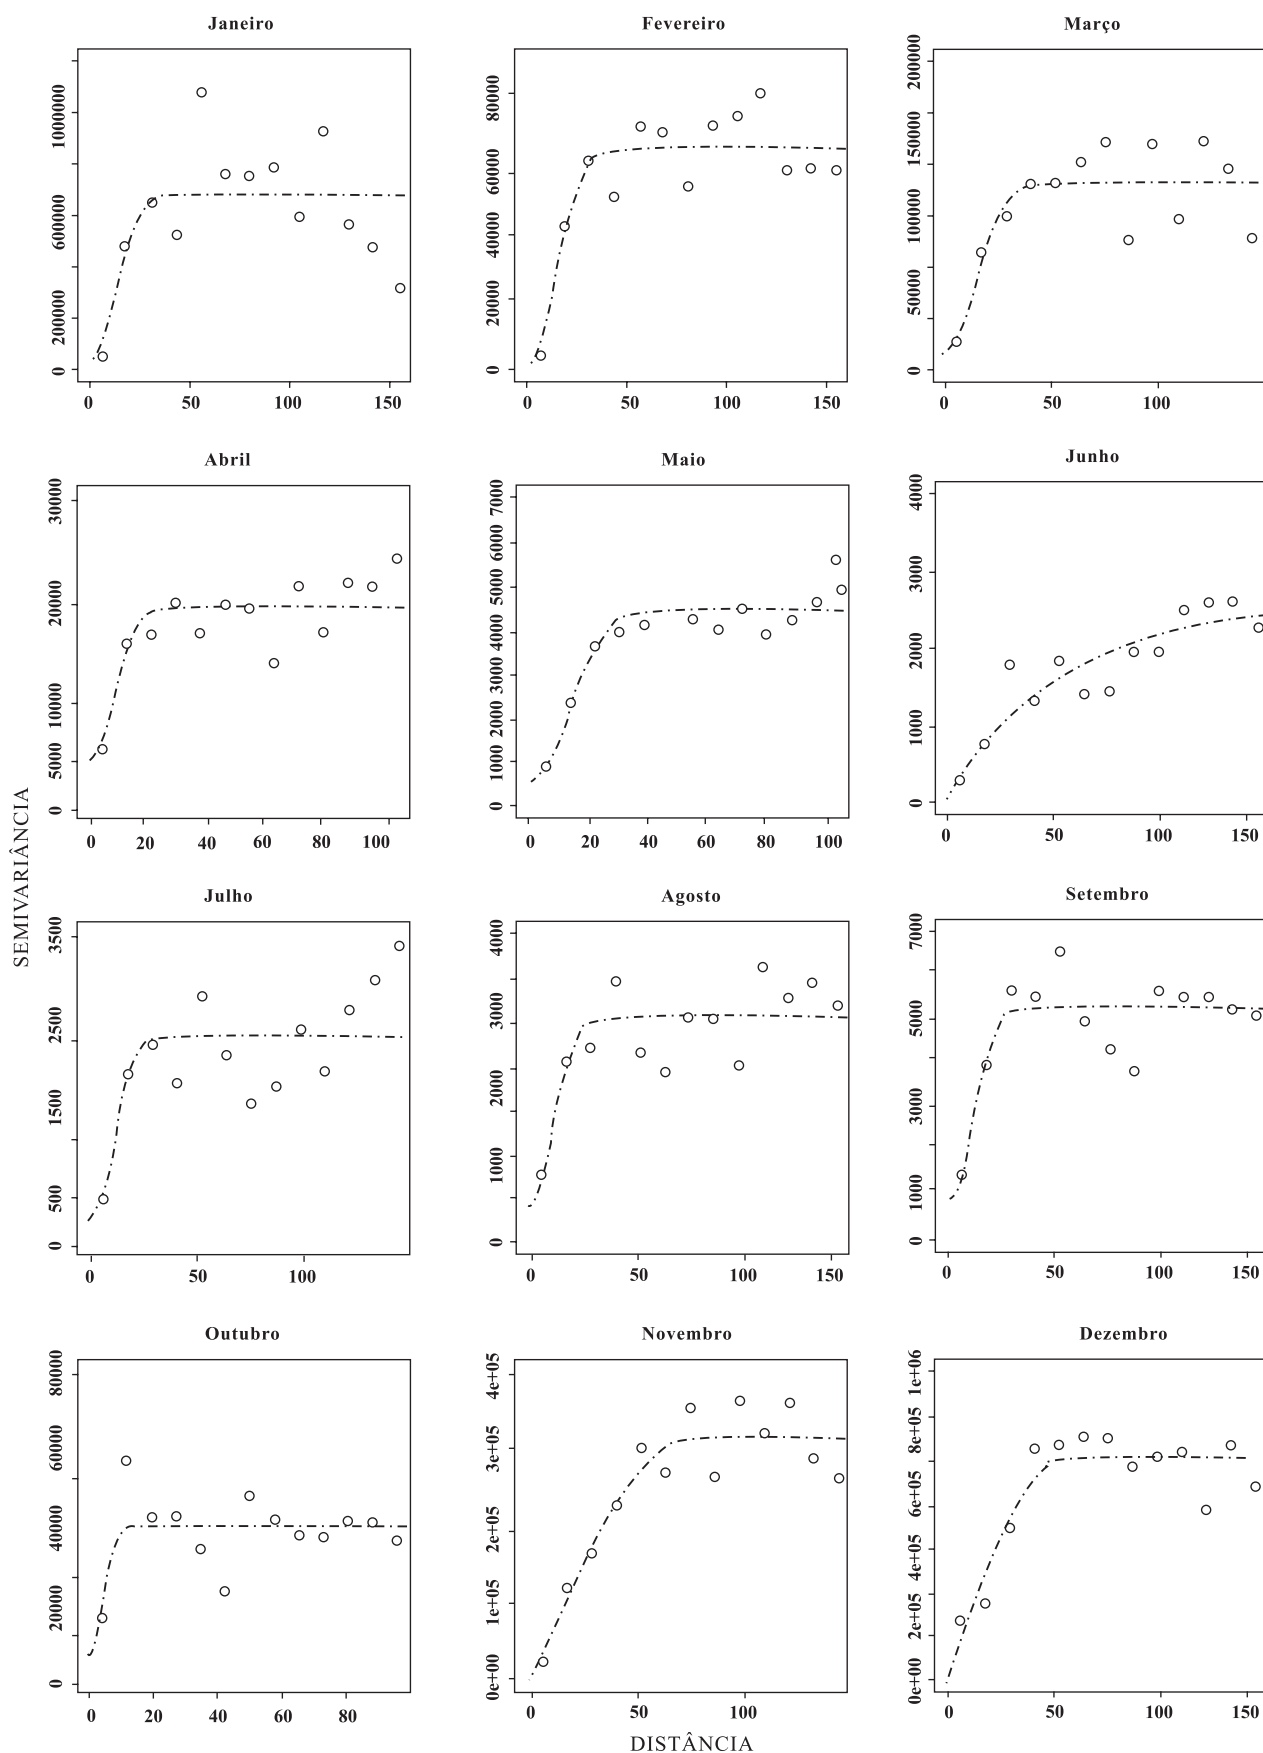 Janeiro
Fevereiro
Março
1000000
600000
200000
0
0 50 100 150
80000
60000
40000
20000
0
0 50 100 150
200000
150000
100000
50000
0
0 50 100
Abril
Maio
Junho
30000
20000
10000
5000
0
0 20 40 60 80 100
7000
6000
5000
4000
3000
2000
1000
0
0 20 40 60 80 100
4000
3000
2000
1000
0
0 50 100 150
SEMIVARIÂNCIA
Julho
Agosto
Setembro
3500
2500
1500
500
0
0 50 100
4000
3000
2000
1000
0
0 50 100 150
7000
5000
3000
1000
0
0 50 100 150
Outubro
Novembro
Dezembro
80000
60000
40000
20000
0
0 20 40 60 80
4e+05
3e+05
2e+05
1e+05
0e+00
0 50 100
1e+06
8e+05
6e+05
4e+05
2e+05
0e+00
0 50 100 150
DISTÂNCIA